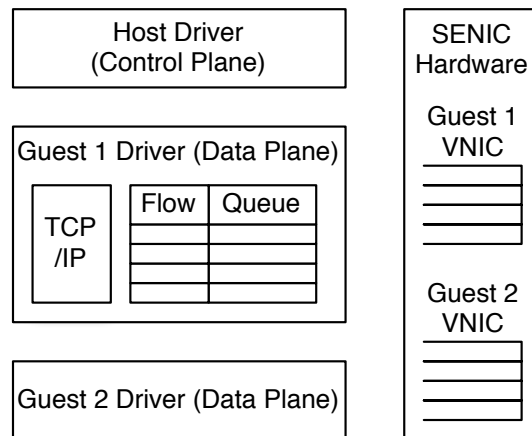 Host Driver
(Control Plane)
Guest 1 Driver (Data Plane)
TCP
/IP
Flow
Queue
Guest 2 Driver (Data Plane)
SENIC
Hardware
Guest 1
VNIC
Guest 2
VNIC